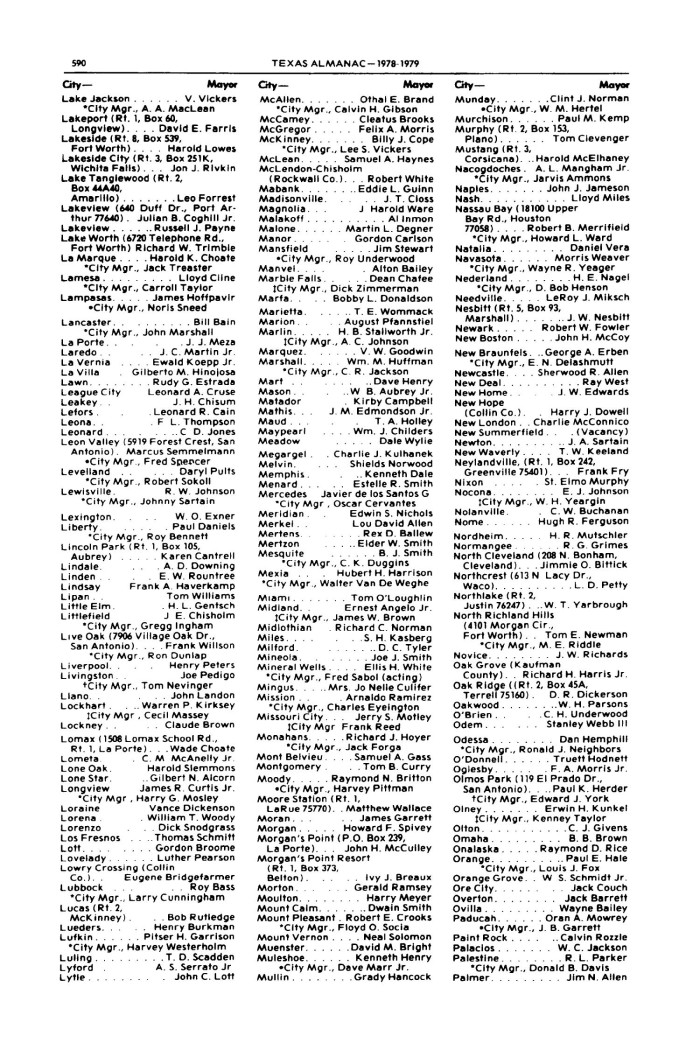 590
TEXAS ALMANAC—1978-1979
City— Mayor
Lake Jackson . . . . . . V. Vickers
*City Mgr., A. A. MacLean
Lakeport (Rt. 1, Box 60,
Longview) . . . . David E. Farris
Lakeside (Rt. 8, Box 539,
Fort Worth) . . . . Harold Lowes
Lakeside City (Rt. 3, Box 251K,
Wichita Falls) . . . Jon J. Rivkin
Lake Tanglewood (Rt. 2,
Box 44A40,
Amarillo) . . . . . . . Leo Forrest
Lakeview (640 Duff Dr., Port Ar-
thur 77640) . Julian B. Coghill Jr.
Lakeview . . . . . . Russell J. Payne
Lake Worth (6720 Telephone Rd.,
Fort Worth) Richard W. Trimble
La Marque . . . . Harold K. Choate
*City Mgr., Jack Treaster
Lamesa . . . . . . . . . Lloyd Cline
*City Mgr., Carroll Taylor
Lampasas . . . . . James Hoffpavir
*City Mgr., Noris Sneed
Lancaster . . . . . . . . . Bill Bain
*City Mgr., John Marshall
La Porte . . . . . . . . . J. J. Meza
Laredo . . . . . . J. C. Martin Jr.
La Vernia . . . . Ewald Koepp Jr.
La Villa Gilberto M. Hinojosa
Lawn . . . . . . . . Rudy G. Estrada
League City Leonard A. Cruse
Leakey . . . . . . J. H. Chisum
Lefors . . . . . . Leonard R. Cain
Leona . . . . . . F. L. Thompson
Leonard . . . . . . . . C. D. Jones
Leon Valley (5919 Forest Crest, San
Antonio) . Marcus Semmelmann
*City Mgr., Fred Spencer
Levelland . . . . . . Daryl Pults
*City Mgr., Robert Sokoll
Lewisville . . . . . R. W. Johnson
*City Mgr., Johnny Sartain
Lexington . . . . . W. O. Exner
Liberty . . . . . . . . Paul Daniels
*City Mgr., Roy Bennett
Lincoln Park (Rt. 1, Box 105,
Aubrey) . . . . . Karen Cantrell
Lindale . . . . . . A. D. Downing
Linden . . . . . . E. W. Rountree
Lindsay Frank A. Haverkamp
Lipan . . . . . . . Tom Williams
Little Elm . . . . . H. L. Gentsch
Littlefield J E. Chisholm
*City Mgr., Gregg Ingham
Live Oak (7906 Village Oak Dr.,
San Antonio) . . . . Frank Willson
*City Mgr., Ron Dunlap
Liverpool . . . . . . Henry Peters
Livingston . . . . . . Joe Pedigo
†City Mgr., Tom Nevinger
Llano . . . . . . . . John Landon
Lockhart . . . . Warren P. Kirksey
‡City Mgr , Cecil Massey
Lockney . . . . . . Claude Brown
Lomax (1508 Lomax School Rd.,
Rt. 1, La Porte) . . . Wade Choate
Lometa . . . . C. M McAnelly Jr.
Lone Oak . . . . Harold Slemmons
Lone Star . . . . Gilbert N. Alcorn
Longview James R. Curtis Jr.
*City Mgr , Harry G. Mosley
Loraine Vance Dickenson
Lorena . . . . . William T. Woody
Lorenzo . . . . . Dick Snodgrass
Los Fresnos . . . . Thomas Schmitt
Lott . . . . . . . . Gordon Broome
Lovelady . . . . . . Luther Pearson
Lowry Crossing (Collin
Co.) . . Eugene Bridgefarmer
Lubbock . . . . . . . . . Roy Bass
*City Mgr., Larry Cunningham
Lucas (Rt. 2,
McKinney) . . . . Bob Rutledge
Lueders . . . . . . Henry Burkman
Lufkin . . . . . Pitser H. Garrison
*City Mgr., Harvey Westerholm
Luling . . . . . . . . T. D. Scadden
Lyford . . . . . A. S. Serrato Jr
Lytle . . . . . . . . . John C. Lott
City— Mayor
McAllen . . . . . . . Othal E. Brand
*City Mgr., Calvin H. Gibson
McCamey . . . . . . Cleatus Brooks
McGregor . . . . . Felix A. Morris
McKinney . . . . . . . Billy J. Cope
*City Mgr., Lee S. Vickers
McLean . . . . . Samuel A. Haynes
McLendon-Chisholm
(Rockwall Co.) . . . Robert White
Mabank . . . . . . . Eddie L. Guinn
Madisonville . . . . . . J. T. Closs
Magnolia . . . . . . J Harold Ware
Malakoff . . . . . . . . . Al Inmon
Malone . . . . . . Martin L. Degner
Manor . . . . . . . Gordon Carlson
Mansfield . . . . . . . Jim Stewart
*City Mgr., Roy Underwood
Manvel . . . . . . . . Alton Bailey
Marble Falls . . . . . . Dean Chafee
‡City Mgr., Dick Zimmerman
Marfa . . . . . Bobby L. Donaldson
Marietta . . . . . . T. E. Wommack
Marion . . . . . August Pfannstiel
Marlin . . . . . H. B. Stallworth Jr.
‡City Mgr., A. C. Johnson
Marquez . . . . . . V. W. Goodwin
Marshall . . . . Wm. M. Huffman
*City Mgr., C. R. Jackson
Mart . . . . . . . . . . Dave Henry
Mason . . . . . . W B. Aubrey Jr.
Matador . . . . . Kirby Campbell
Mathis . . . J. M. Edmondson Jr.
Maud . . . . . . . . T. A. Holley
Maypearl . . . . Wm. J. Childers
Meadow . . . . . . . Dale Wylie
Megargel . . Charlie J. Kulhanek
Melvin . . . . . . Shields Norwood
Memphis . . . . . . Kenneth Dale
Menard . . . . . . Estelle R. Smith
Mercedes Javier de los Santos G
*City Mgr , Oscar Cervantes
Meridian . . . . Edwin S. Nichols
Merkel . . . . . Lou David Allen
Mertens . . . . . . . Rex D. Ballew
Mertzon . . . . . . Elder W. Smith
Mesquite . . . . . . . . B. J. Smith
*City Mgr., C. K. Duggins
Mexia . . . . Hubert H. Harrison
*City Mgr., Walter Van De Weghe
Miami . . . . . . . Tom O'Loughlin
Midland . . . . . Ernest Angelo Jr.
‡City Mgr., James W. Brown
Midlothian . . Richard C. Norman
Miles . . . . . . . . S. H. Kasberg
Milford . . . . . . . . . D. C. Tyler
Mineola . . . . . . . . Joe J. Smith
Mineral Wells . . . . Ellis H. White
*City Mgr., Fred Sabol (acting)
Mingus . . . . Mrs. Jo Nelle Culifer
Mission . . . . . Arnaldo Ramirez
*City Mgr., Charles Eyeington
Missouri City . . . Jerry S. Motley
‡City Mgr Frank Reed
Monahans . . . . . Richard J. Hoyer
*City Mgr., Jack Forga
Mont Belvieu . . . Samuel A. Gass
Montgomery . . . . Tom B. Curry
Moody . . . . . Raymond N. Britton
*City Mgr., Harvey Pittman
Moore Station (Rt. 1,
LaRue 75770) . . Matthew Wallace
Moran . . . . . . . . James Garrett
Morgan . . . . . Howard F. Spivey
Morgan's Point (P.O. Box 239,
La Porte) . . . John H. McCulley
Morgan's Point Resort
(Rt. 1, Box 373,
Belton) . . . . . . Ivy J. Breaux
Morton . . . . . . . Gerald Ramsey
Moulton . . . . . . . . Harry Meyer
Mount Calm . . . . . . Dwain Smith
Mount Pleasant . Robert E. Crooks
*City Mgr., Floyd O. Socia
Mount Vernon . . . . Neal Solomon
Muenster . . . . . . David M. Bright
Muleshoe . . . . . . Kenneth Henry
*City Mgr., Dave Marr Jr.
Mullin . . . . . . . . Grady Hancock
City— Mayor
Munday . . . . . . . Clint J. Norman
*City Mgr., W. M. Hertel
Murchison . . . . . Paul M. Kemp
Murphy (Rt. 2, Box 153,
Plano) . . . . . . Tom Clevenger
Mustang (Rt. 3,
Corsicana) . . Harold McElhaney
Nacogdoches . A. L. Mangham Jr.
*City Mgr., Jarvis Ammons
Naples . . . . . . John J. Jameson
Nash . . . . . . . . . . Lloyd Miles
Nassau Bay (18100 Upper
Bay Rd., Houston
77058) . . . . Robert B. Merrifield
*City Mgr., Howard L. Ward
Natalia . . . . . . . . . Daniel Vera
Navasota . . . . . . Morris Weaver
*City Mgr., Wayne R. Yeager
Nederland . . . . . . . . H. E. Nagel
*City Mgr., D. Bob Henson
Needville . . . . . LeRoy J. Miksch
Nesbitt (Rt. 5, Box 93,
Marshall) . . . . . . J. W. Nesbitt
Newark . . . . . Robert W. Fowler
New Boston . . . . . John H. McCoy
New Braunfels . . George A. Erben
*City Mgr., E. N. Delashmutt
Newcastle . . . . Sherwood R. Allen
New Deal . . . . . . . . . Ray West
New Home . . . . . J. W. Edwards
New Hope
(Collin Co.) . . Harry J. Dowell
New London . . Charlie McConnico
New Summerfield . . . (Vacancy)
Newton . . . . . . . . . J. A. Sartain
New Waverly . . . . T. W. Keeland
Neylandville, (Rt. 1, Box 242,
Greenville 75401) . . . Frank Fry
Nixon . . . . . . . St. Elmo Murphy
Nocona . . . . . . . . E. J. Johnson
‡City Mgr., W. H. Yeargin
Nolanville . . . . . C. W. Buchanan
Nome . . . . . . Hugh R. Ferguson
Nordheim . . . . . H. R. Mutschler
Normangee . . . . . . R. G. Grimes
North Cleveland (208 N. Bonham,
Cleveland) . . Jimmie O. Bittick
Northcrest (613 N Lacy Dr.,
Waco) . . . . . . . . . . L. D. Petty
Northlake (Rt. 2,
Justin 76247) . . W. T. Yarbrough
North Richland Hills
(4101 Morgan Cir.,
Fort Worth) . . Tom E. Newman
*City Mgr., M. E. Riddle
Novice . . . . . . . . J. W. Richards
Oak Grove (Kaufman
County) . . Richard H. Harris Jr.
Oak Ridge ((Rt. 2, Box 45A,
Terrell 75160) . D. R. Dickerson
Oakwood . . . . . . . W. H. Parsons
O'Brien . . . . . C. H. Underwood
Odem . . . . . . . Stanley Webb III
Odessa . . . . . . . . Dan Hemphill
*City Mgr., Ronald J. Neighbors
O'Donnell . . . . . Truett Hodnett
Oglesby . . . . . . F. A. Morris Jr.
Olmos Park (119 El Prado Dr.,
San Antonio) . . . Paul K. Herder
†City Mgr., Edward J. York
Olney . . . . . . . . Erwin H. Kunkel
‡City Mgr., Kenney Taylor
Olton . . . . . . . . . . C. J. Givens
Omaha . . . . . . . . . B. B. Brown
Onalaska . . . . . Raymond D. Rice
Orange . . . . . . . . . Paul E. Hale
*City Mgr., Louis J. Fox
Orange Grove . . W S. Schmidt Jr.
Ore City . . . . . . . . . Jack Couch
Overton . . . . . . . . Jack Barrett
Ovilla . . . . . . . . . Wayne Bailey
Paducah . . . . . . Oran A. Mowrey
*City Mgr., J. B. Garrett
Paint Rock . . . . . . Calvin Rozzle
Palacios . . . . . . W. C. Jackson
Palestine . . . . . . . . R. L. Parker
*City Mgr., Donald B. Davis
Palmer . . . . . . . . . Jim N. Allen